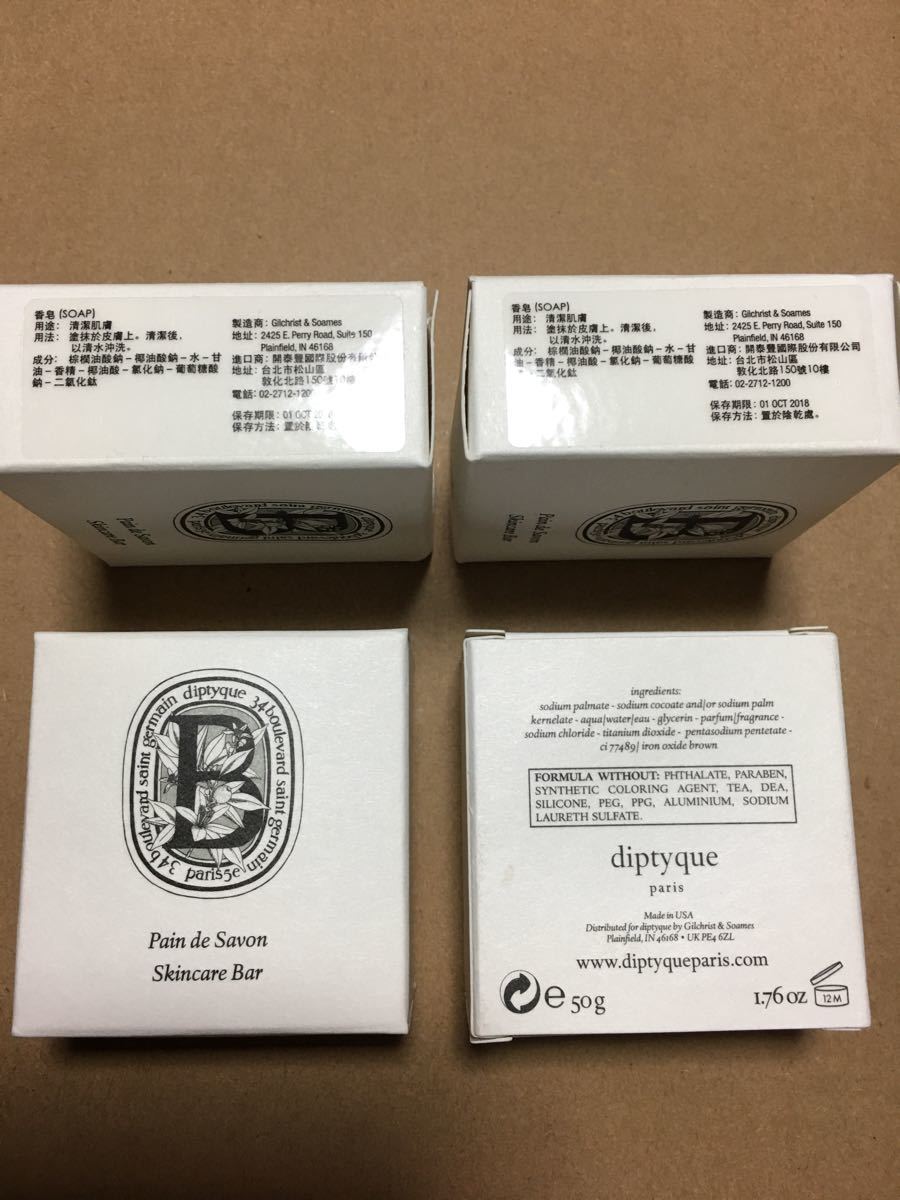 香皂 (SOAP)
用途: 清潔肌膚
用法: 塗抹於皮膚上。清潔後,
以清水沖洗。
成分: 棕櫚油酸鈉-椰油酸鈉-水-甘
油-香精-椰油酸-氯化鈉-葡萄糖酸
鈉-二氧化鈦
製造商: Gilchrist & Soames
地址: 2425 E. Perry Road, Suite 150
Plainfield, IN 46168
進口商: 開泰豐國際股份有限
地址: 台北市松山區
敦化北路150號10樓
電話: 02-2712-1200
保存期限: 01 OCT 2018
保存方法: 置於陰乾處
Pain de Savon
Skincare Bar
34 boulevard saint germain
香皂 (SOAP)
用途: 清潔肌膚
用法: 塗抹於皮膚上。清潔後,
以清水沖洗。
成分: 棕櫚油酸鈉-椰油酸鈉-水-甘
油-香精-椰油酸-氯化鈉-葡萄糖酸
鈉-二氧化鈦
製造商: Gilchrist & Soames
地址: 2425 E. Perry Road, Suite 150
Plainfield, IN 46168
進口商: 開泰豐國際股份有限公司
地址: 台北市松山區
敦化北路150號10樓
電話: 02-2712-1200
保存期限: 01 OCT 2018
保存方法: 置於陰乾處。
Pain de Savon
Skincare Bar
boulevard saint germain
diptyque 34 boulevard saint germain
paris5e
34 boulevard saint germain
Pain de Savon
Skincare Bar
ingredients:
sodium palmate - sodium cocoate and/or sodium palm
kernelate - aqua|water|eau - glycerin - parfum|fragrance -
sodium chloride - titanium dioxide - pentasodium pentetate -
ci 77489| iron oxide brown
FORMULA WITHOUT: PHTHALATE, PARABEN,
SYNTHETIC COLORING AGENT, TEA, DEA,
SILICONE, PEG, PPG, ALUMINIUM, SODIUM
LAURETH SULFATE.
diptyque
paris
Made in USA
Distributed for diptyque by Gilchrist & Soames
Plainfield, IN 46168 • UK PE4 6ZL
www.diptyqueparis.com
e 50g
1.76 oz
12M